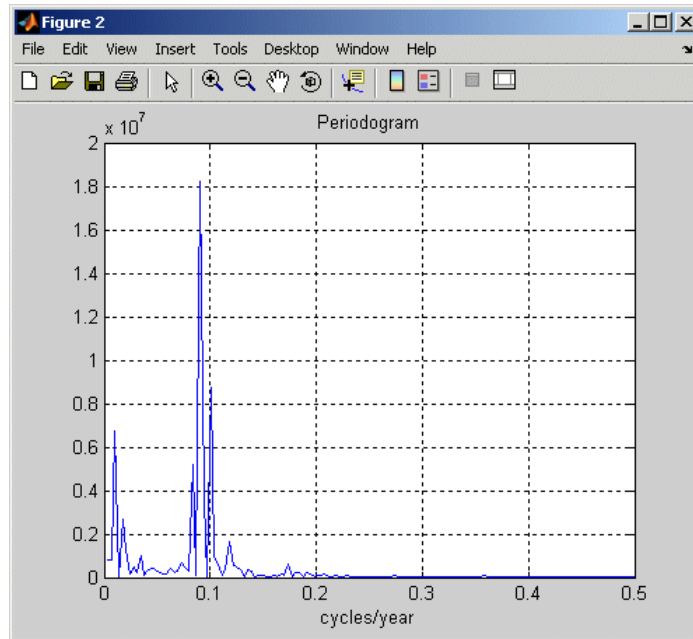 Figure 2
File Edit View Insert Tools Desktop Window Help
x 10^7
Periodogram
2
1.8
1.6
1.4
1.2
1
0.8
0.6
0.4
0.2
0
0 0.1 0.2 0.3 0.4 0.5
cycles/year